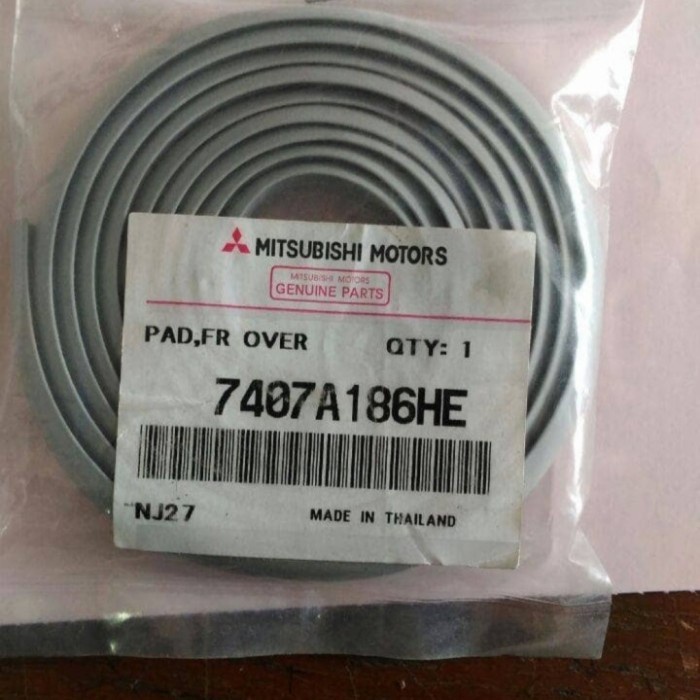 MITSUBISHI MOTORS
MITSUBISHI MOTORS
GENUINE PARTS
PAD,FR OVER QTY: 1
7407A186HE
NJ27 MADE IN THAILAND